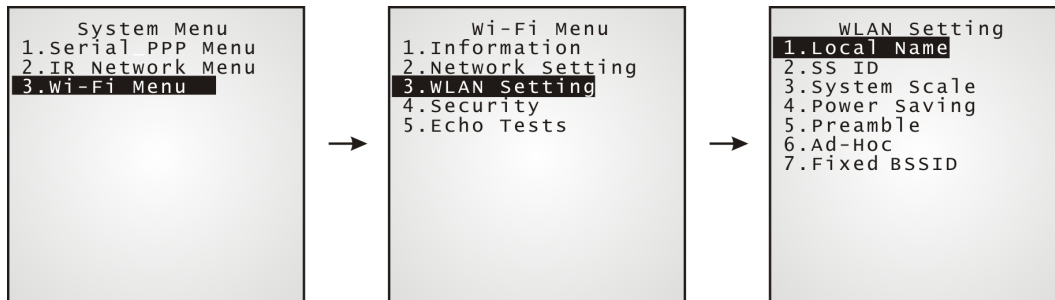 System Menu
1.Serial PPP Menu
2.IR Network Menu
3.Wi-Fi Menu
Wi-Fi Menu
1.Information
2.Network Setting
3.WLAN Setting
4.Security
5.Echo Tests
WLAN Setting
1.Local Name
2.SS ID
3.System Scale
4.Power Saving
5.Preamble
6.Ad-Hoc
7.Fixed BSSID